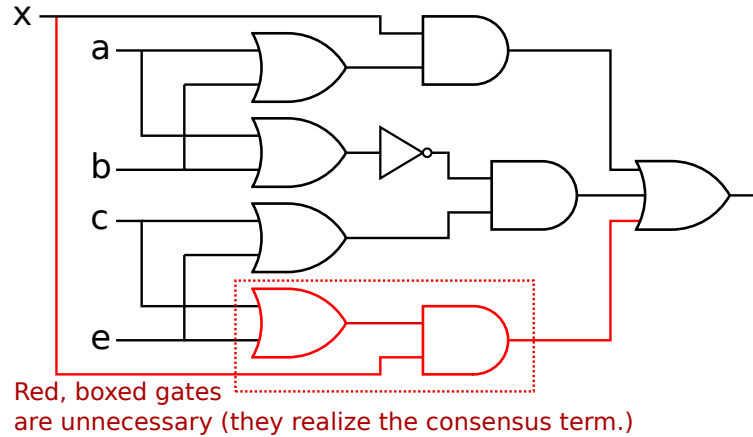 x
a
b
c
e
Red, boxed gates
are unnecessary (they realize the consensus term.)